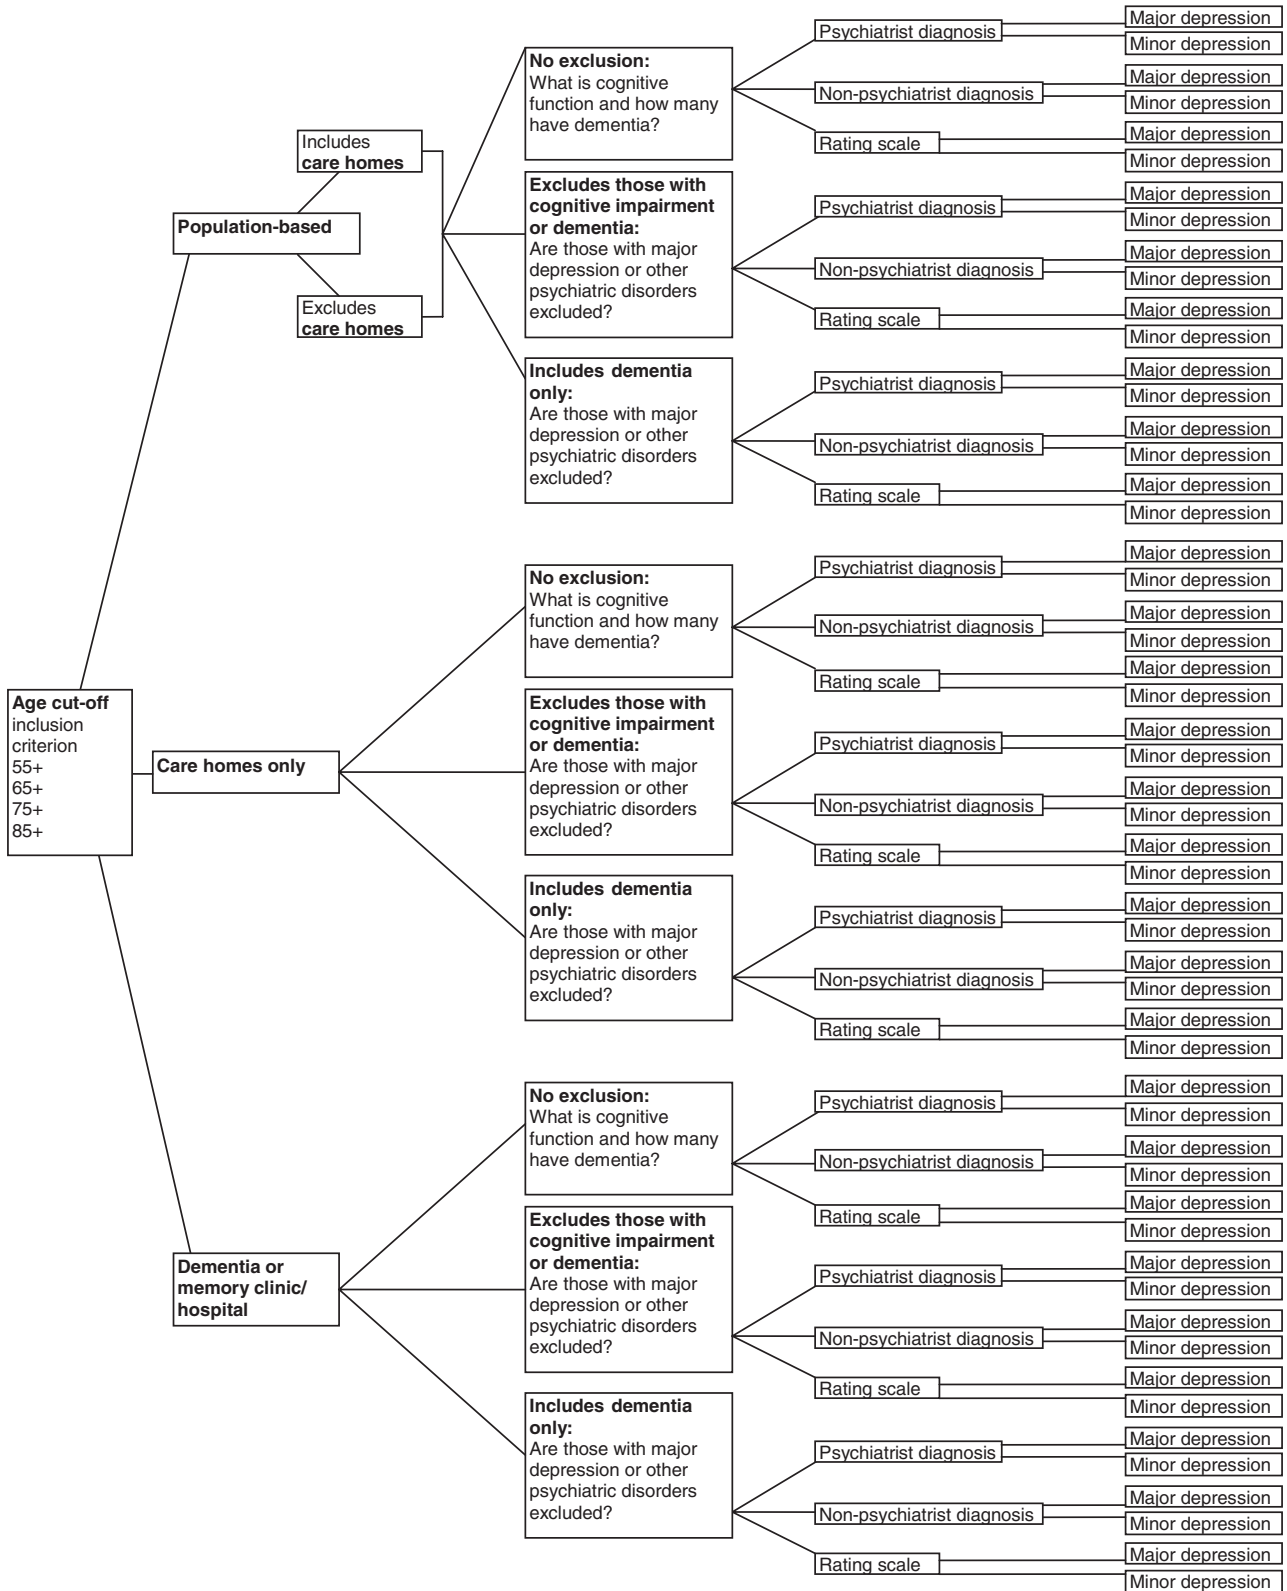 Age cut-off
inclusion
criterion
55+
65+
75+
85+
Population-based
Includes
care homes
Excludes
care homes
No exclusion:
What is cognitive
function and how many
have dementia?
Psychiatrist diagnosis
Major depression
Minor depression
Non-psychiatrist diagnosis
Major depression
Minor depression
Rating scale
Major depression
Minor depression
Excludes those with
cognitive impairment
or dementia:
Are those with major
depression or other
psychiatric disorders
excluded?
Psychiatrist diagnosis
Major depression
Minor depression
Non-psychiatrist diagnosis
Major depression
Minor depression
Rating scale
Major depression
Minor depression
Includes dementia
only:
Are those with major
depression or other
psychiatric disorders
excluded?
Psychiatrist diagnosis
Major depression
Minor depression
Non-psychiatrist diagnosis
Major depression
Minor depression
Rating scale
Major depression
Minor depression
Care homes only
No exclusion:
What is cognitive
function and how many
have dementia?
Psychiatrist diagnosis
Major depression
Minor depression
Non-psychiatrist diagnosis
Major depression
Minor depression
Rating scale
Major depression
Minor depression
Excludes those with
cognitive impairment
or dementia:
Are those with major
depression or other
psychiatric disorders
excluded?
Psychiatrist diagnosis
Major depression
Minor depression
Non-psychiatrist diagnosis
Major depression
Minor depression
Rating scale
Major depression
Minor depression
Includes dementia
only:
Are those with major
depression or other
psychiatric disorders
excluded?
Psychiatrist diagnosis
Major depression
Minor depression
Non-psychiatrist diagnosis
Major depression
Minor depression
Rating scale
Major depression
Minor depression
Dementia or
memory clinic/
hospital
No exclusion:
What is cognitive
function and how many
have dementia?
Psychiatrist diagnosis
Major depression
Minor depression
Non-psychiatrist diagnosis
Major depression
Minor depression
Rating scale
Major depression
Minor depression
Excludes those with
cognitive impairment
or dementia:
Are those with major
depression or other
psychiatric disorders
excluded?
Psychiatrist diagnosis
Major depression
Minor depression
Non-psychiatrist diagnosis
Major depression
Minor depression
Rating scale
Major depression
Minor depression
Includes dementia
only:
Are those with major
depression or other
psychiatric disorders
excluded?
Psychiatrist diagnosis
Major depression
Minor depression
Non-psychiatrist diagnosis
Major depression
Minor depression
Rating scale
Major depression
Minor depression